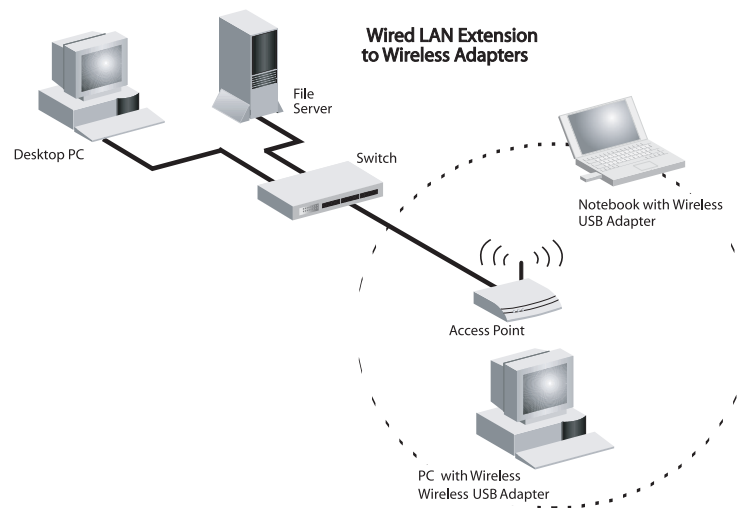 Wired LAN Extension
to Wireless Adapters
File
Server
Desktop PC
Switch
Notebook with Wireless
USB Adapter
Access Point
PC with Wireless
Wireless USB Adapter